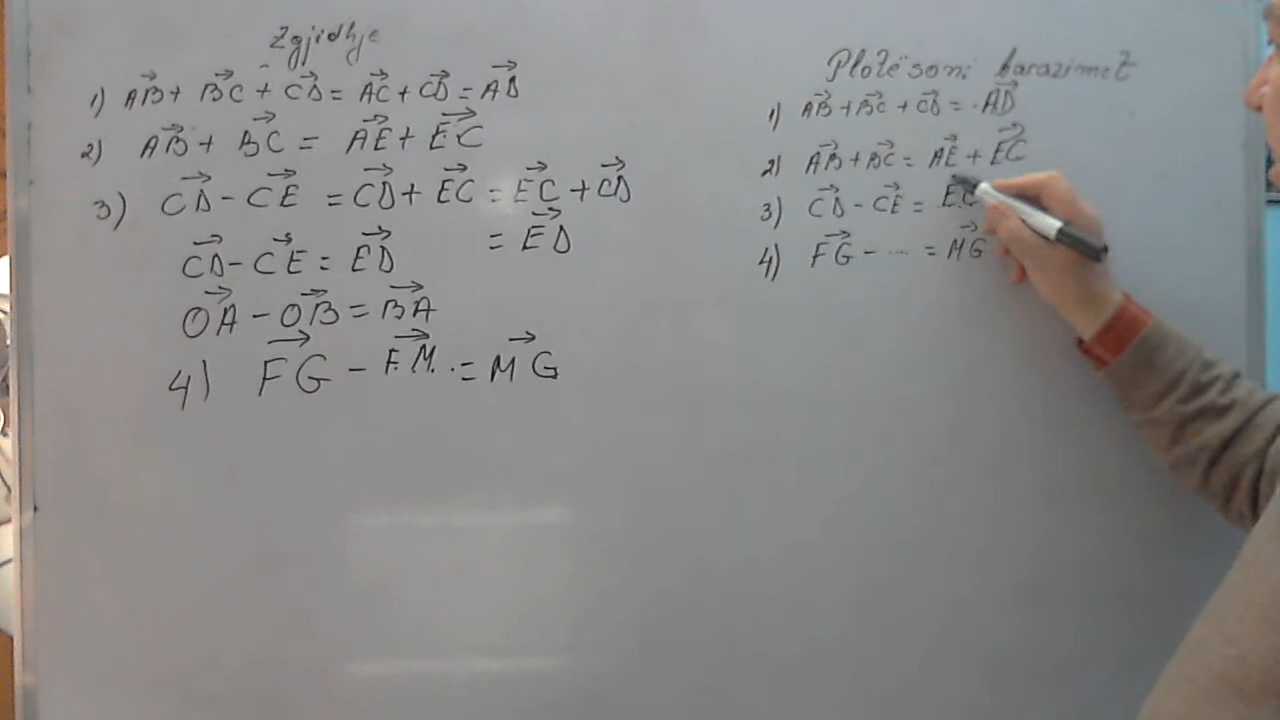 Zgjidhje
1) AB→ + BC→ + CD→ = AC→ + CD→ = AD→
2) AB→ + BC→ = AE→ + EC→
3) CD→ - CE→ = CD→ + EC→ = EC→ + CD→
= ED→
CD→ - CE→ = ED→
OA→ - OB→ = BA→
4) FG→ - F.M→. . = MG→
Plotësoni barazimet
1) AB→ + BC→ + CD→ = .AD→
2) AB→ + BC→ = AE→ + EC→
3) CD→ - CE→ = E
4) FG→ - .... = MG→